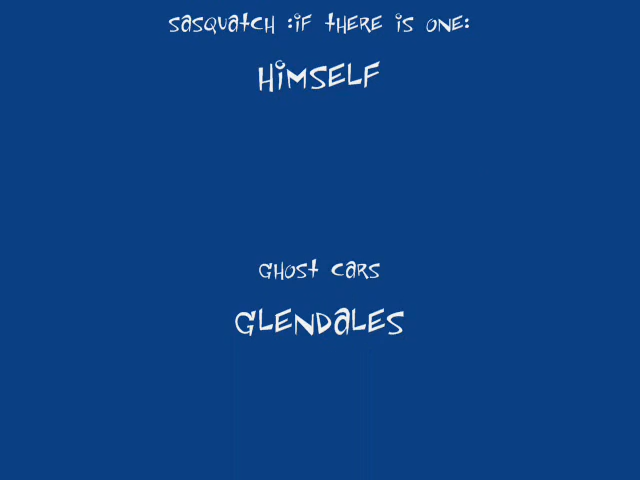 SaSQUatCH :iF tHERE iS ONE:
HiMSELF
GHOSt CaRS
GLENDaLES